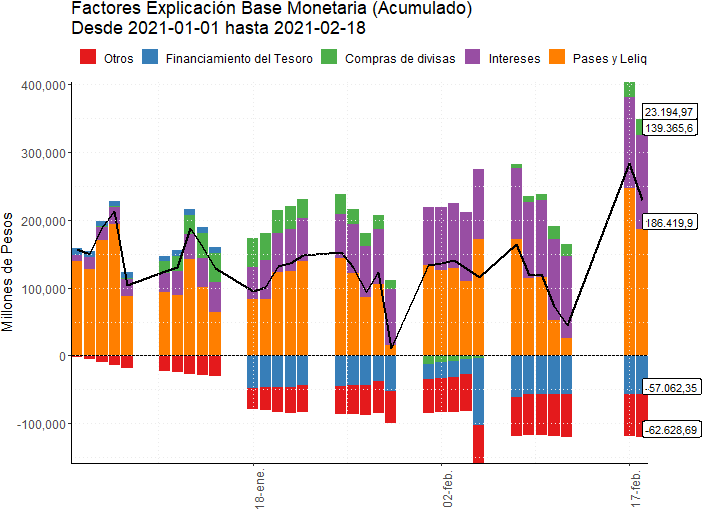 Factores Explicación Base Monetaria (Acumulado)
Desde 2021-01-01 hasta 2021-02-18
Otros
Financiamiento del Tesoro
Compras de divisas
Intereses
Pases y Leliq
Millones de Pesos
400,000
300,000
200,000
100,000
0
-100,000
23.194,97
139.365,6
186.419,9
-57.062,35
-62.628,69
18-ene.
02-feb.
17-feb.